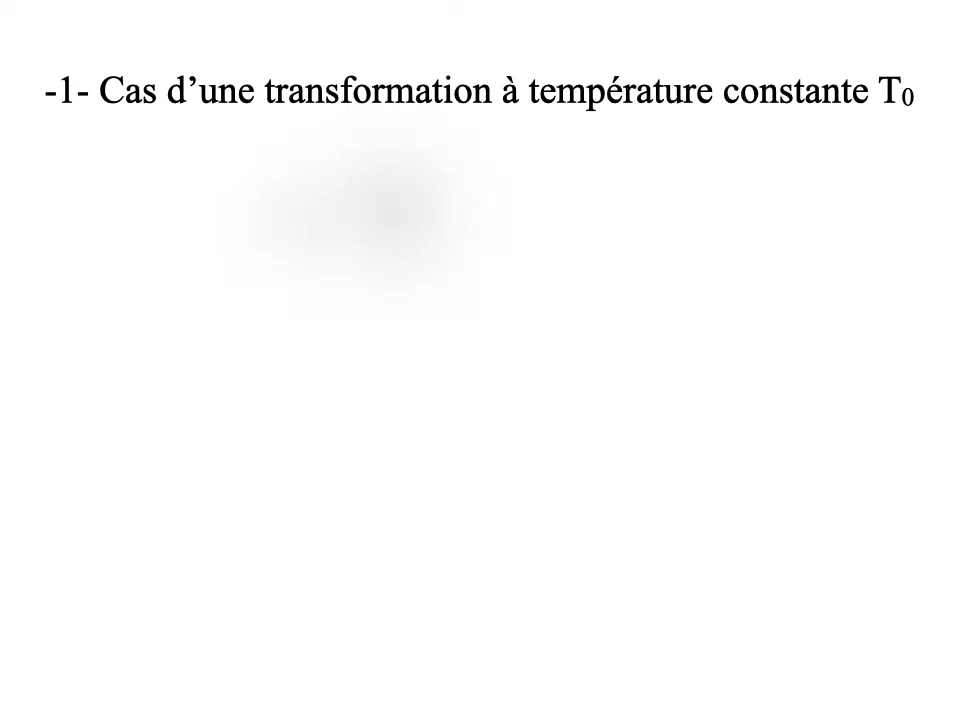 -1- Cas d’une transformation à température constante T₀